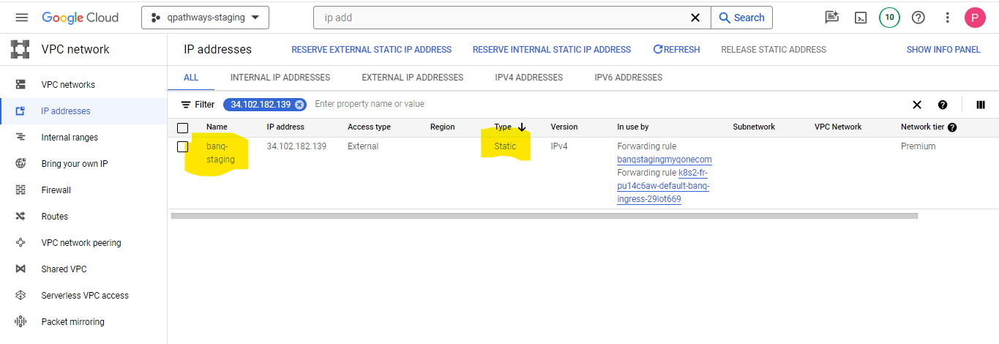 Google Cloud
qpathways-staging
ip add
Search
10
P
VPC network
IP addresses
RESERVE EXTERNAL STATIC IP ADDRESS
RESERVE INTERNAL STATIC IP ADDRESS
REFRESH
RELEASE STATIC ADDRESS
SHOW INFO PANEL
VPC networks
IP addresses
Internal ranges
Bring your own IP
Firewall
Routes
VPC network peering
Shared VPC
Serverless VPC access
Packet mirroring
ALL
INTERNAL IP ADDRESSES
EXTERNAL IP ADDRESSES
IPV4 ADDRESSES
IPV6 ADDRESSES
Filter
34.102.182.139
Enter property name or value
Name
IP address
Access type
Region
Type
Version
In use by
Subnetwork
VPC Network
Network tier
banq-
staging
34.102.182.139
External
Static
IPv4
Forwarding rule
banqstagingmyqonecom
Forwarding rule k8s2-fr-
pu14c6aw-default-banq-
ingress-29lot669
Premium